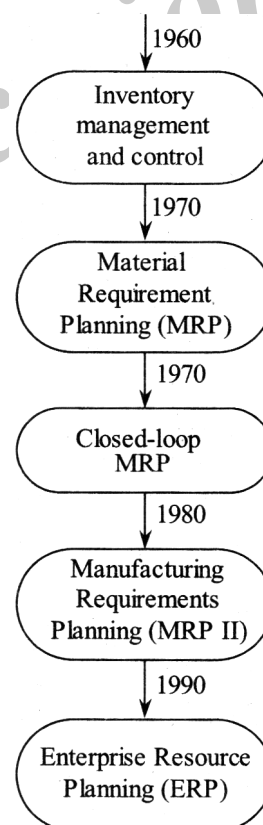 1960
Inventory
management
and control
1970
Material
Requirement
Planning (MRP)
1970
Closed-loop
MRP
1980
Manufacturing
Requirements
Planning (MRP II)
1990
Enterprise Resource
Planning (ERP)